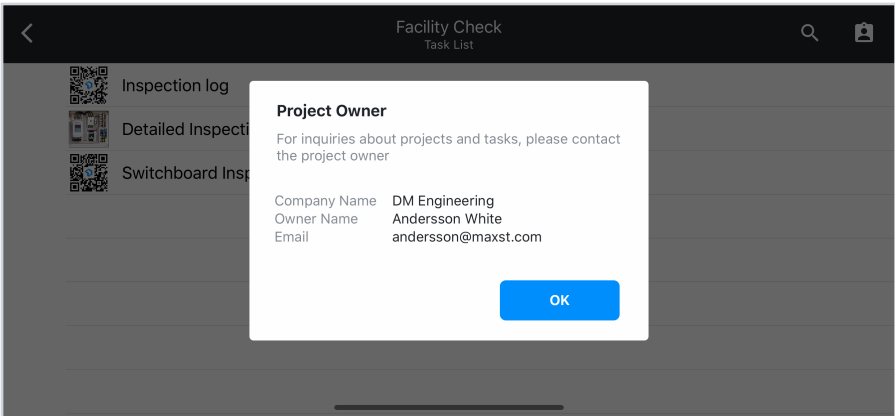 Facility Check
Task List
Inspection log
Detailed Inspecti
Switchboard Insp
Project Owner
For inquiries about projects and tasks, please contact
the project owner
Company Name DM Engineering
Owner Name Andersson White
Email andersson@maxst.com
OK